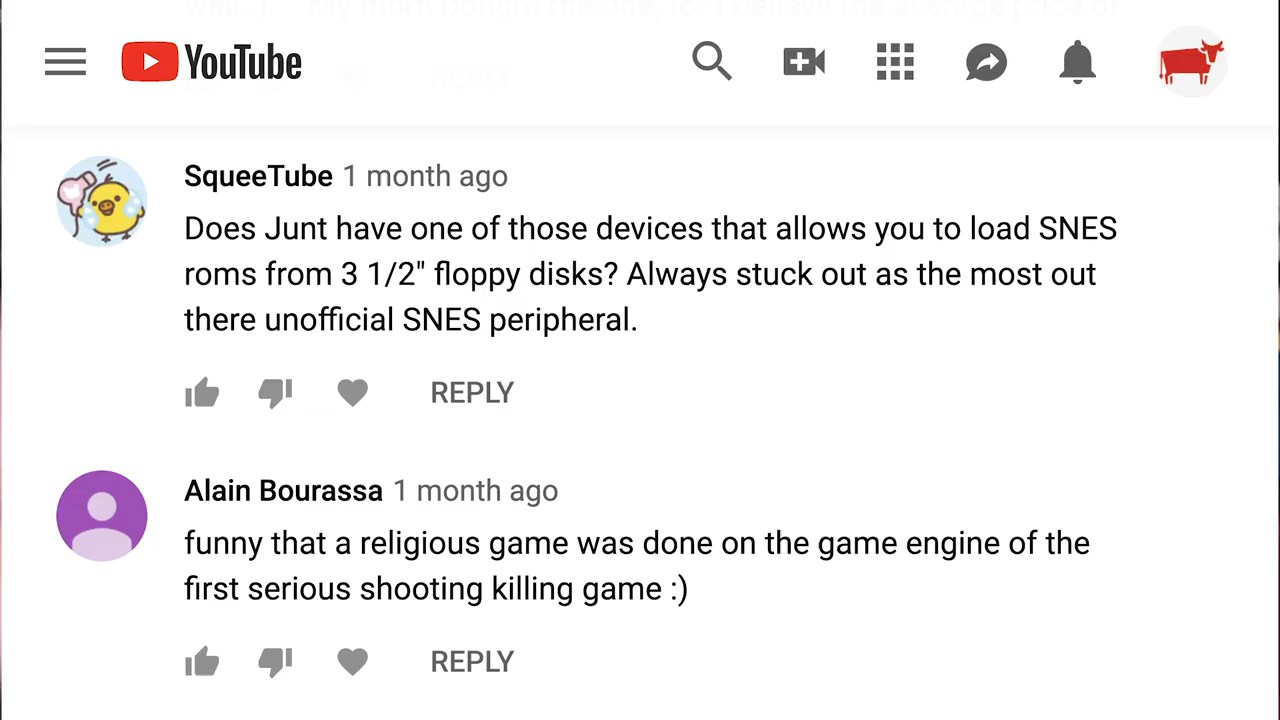 YouTube
SqueeTube 1 month ago
Does Junt have one of those devices that allows you to load SNES
roms from 3 1/2" floppy disks? Always stuck out as the most out
there unofficial SNES peripheral.
REPLY
Alain Bourassa 1 month ago
funny that a religious game was done on the game engine of the
first serious shooting killing game :)
REPLY